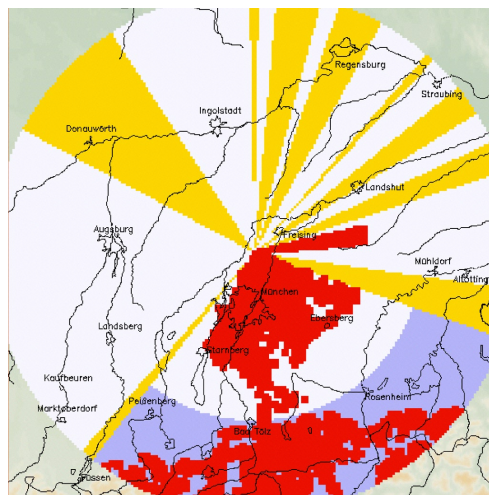 Regensburg
Straubing
Ingolstadt
Donauwörth
Landshut
Augsburg
Freising
Mühldorf
Altötting
München
Ebersberg
Landsberg
Starnberg
Kaufbeuren
Peißenberg
Rosenheim
Marktoberdorf
Bad Tölz
Füssen